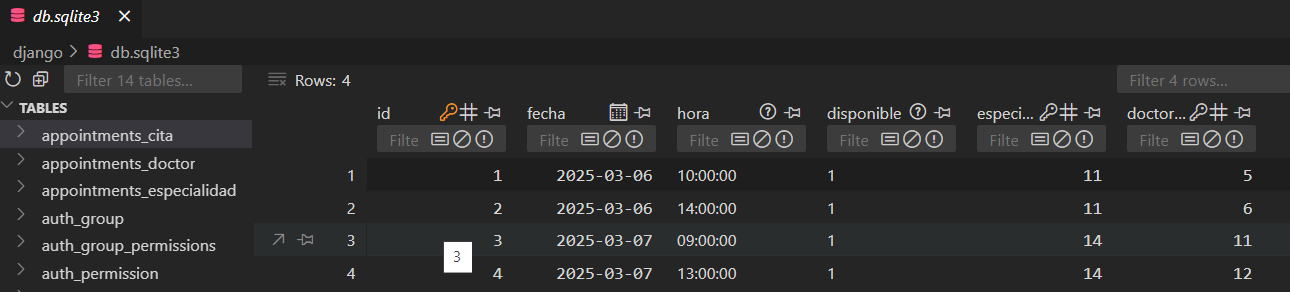 db.sqlite3
django > db.sqlite3
Filter 14 tables...
Rows: 4
Filter 4 rows...
TABLES
id fecha hora disponible especi... doctor...
Filte Filte Filte Filte Filte Filte
appointments_cita
appointments_doctor
appointments_especialidad
auth_group
auth_group_permissions
auth_permission
1 1 2025-03-06 10:00:00 1 11 5
2 2 2025-03-06 14:00:00 1 11 6
3 3 2025-03-07 09:00:00 1 14 11
3
4 4 2025-03-07 13:00:00 1 14 12